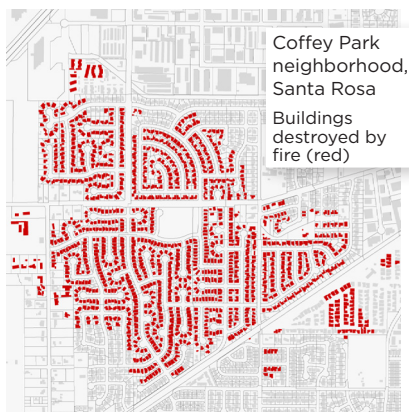 Coffey Park
neighborhood,
Santa Rosa
Buildings
destroyed by
fire (red)